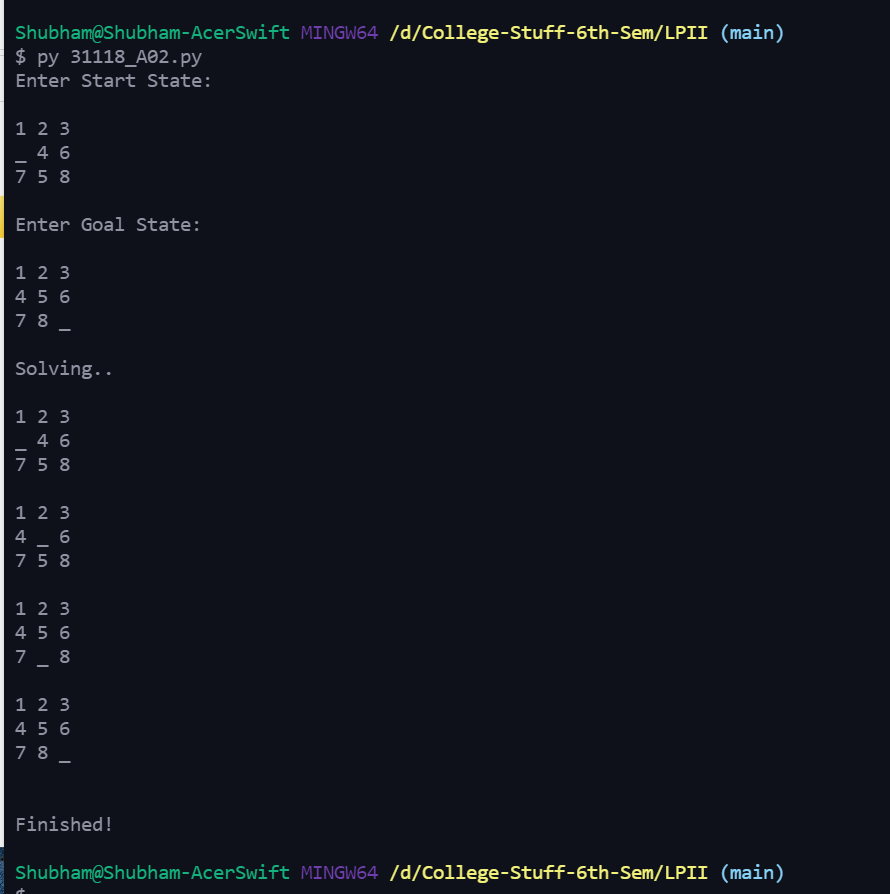 Shubham@Shubham-AcerSwift MINGW64 /d/College-Stuff-6th-Sem/LPII (main)
$ py 31118_A02.py
Enter Start State:
1 2 3
_ 4 6
7 5 8
Enter Goal State:
1 2 3
4 5 6
7 8 _
Solving..
1 2 3
_ 4 6
7 5 8
1 2 3
4 _ 6
7 5 8
1 2 3
4 5 6
7 _ 8
1 2 3
4 5 6
7 8 _
Finished!
Shubham@Shubham-AcerSwift MINGW64 /d/College-Stuff-6th-Sem/LPII (main)
$